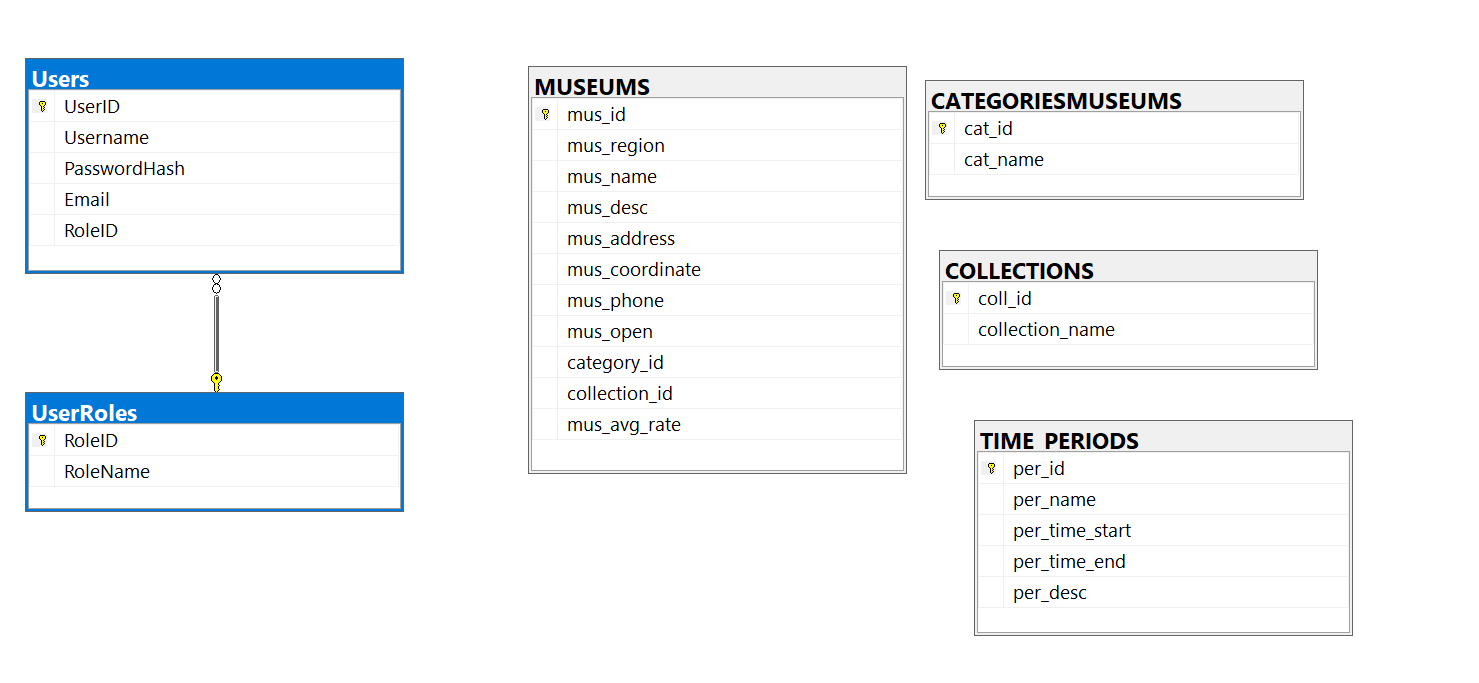 Users
UserID
Username
PasswordHash
Email
RoleID
UserRoles
RoleID
RoleName
MUSEUMS
mus_id
mus_region
mus_name
mus_desc
mus_address
mus_coordinate
mus_phone
mus_open
category_id
collection_id
mus_avg_rate
CATEGORIESMUSEUMS
cat_id
cat_name
COLLECTIONS
coll_id
collection_name
TIME_PERIODS
per_id
per_name
per_time_start
per_time_end
per_desc